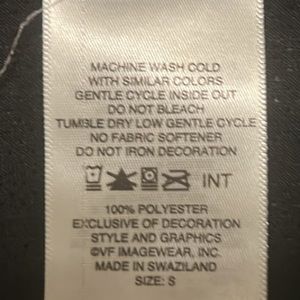 MACHINE WASH COLD
WITH SIMILAR COLORS
GENTLE CYCLE INSIDE OUT
DO NOT BLEACH
TUMBLE DRY LOW GENTLE CYCLE
NO FABRIC SOFTENER
DO NOT IRON DECORATION
INT
100% POLYESTER
EXCLUSIVE OF DECORATION
STYLE AND GRAPHICS
©VF IMAGEWEAR, INC.
MADE IN SWAZILAND
SIZE: S